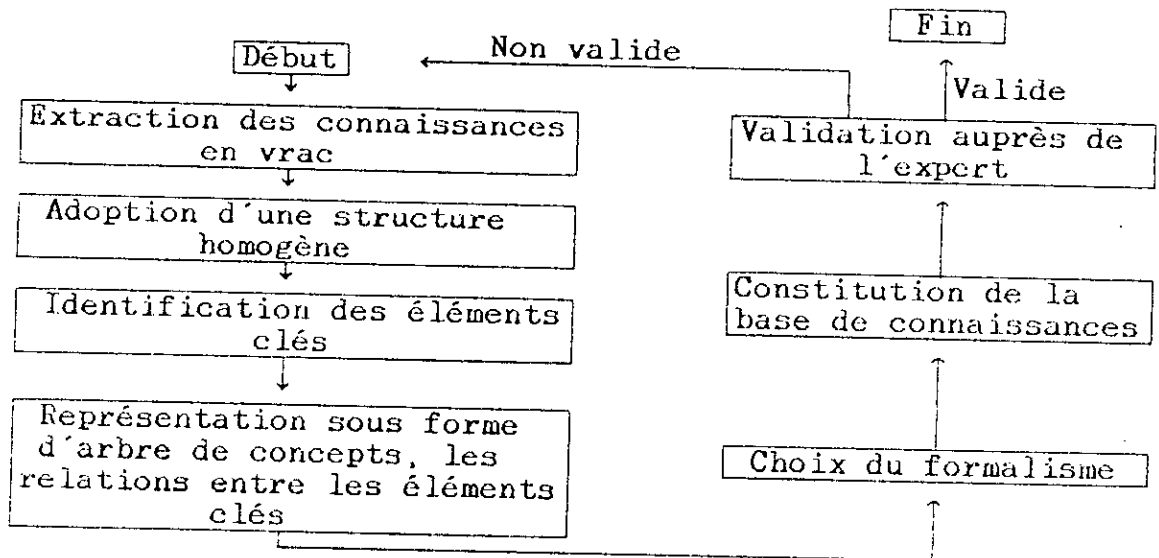 Début
Extraction des connaissances
en vrac
Adoption d'une structure
homogène
Identification des éléments
clés
Représentation sous forme
d'arbre de concepts, les
relations entre les éléments
clés
Choix du formalisme
Constitution de la
base de connaissances
Validation auprès de
l'expert
Non valide
Valide
Fin